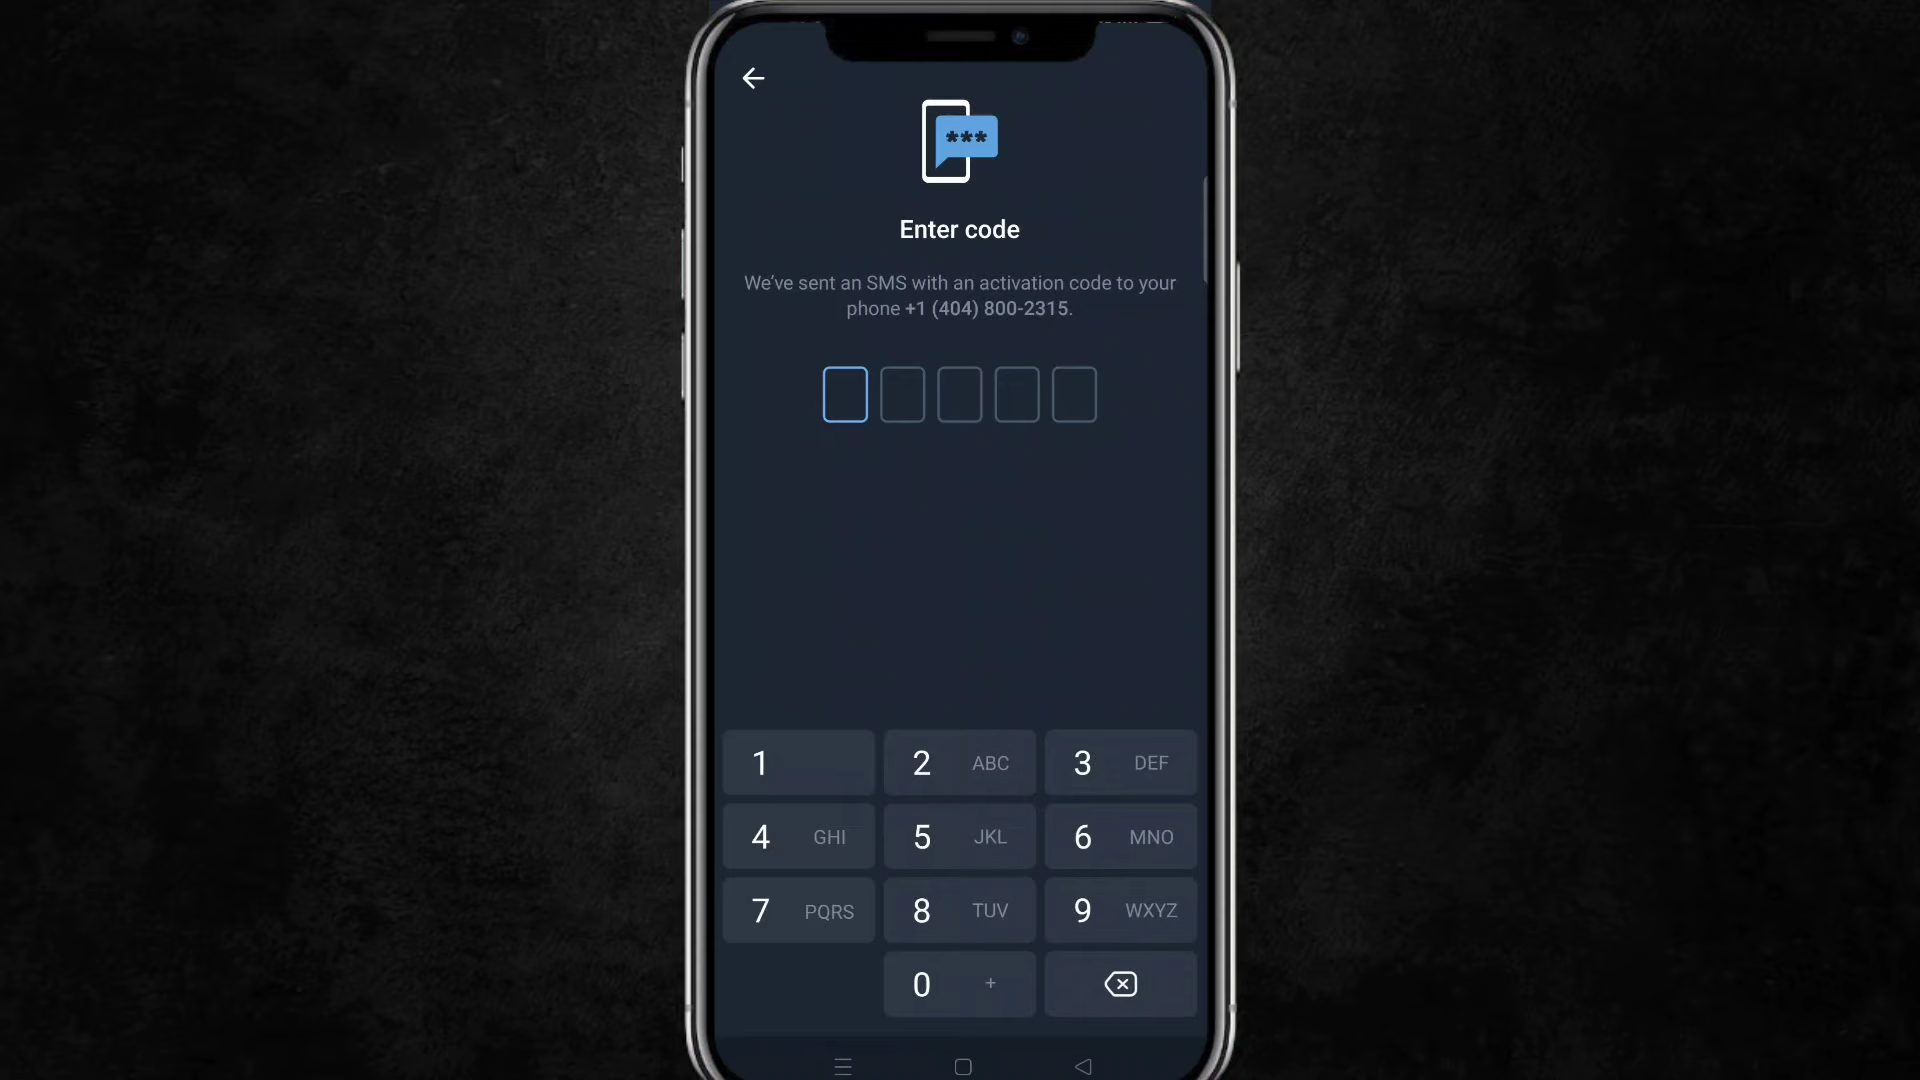 ***
Enter code
We've sent an SMS with an activation code to your
phone +1 (404) 800-2315.
1
2 ABC
3 DEF
4 GHI
5 JKL
6 MNO
7 PQRS
8 TUV
9 WXYZ
0 +